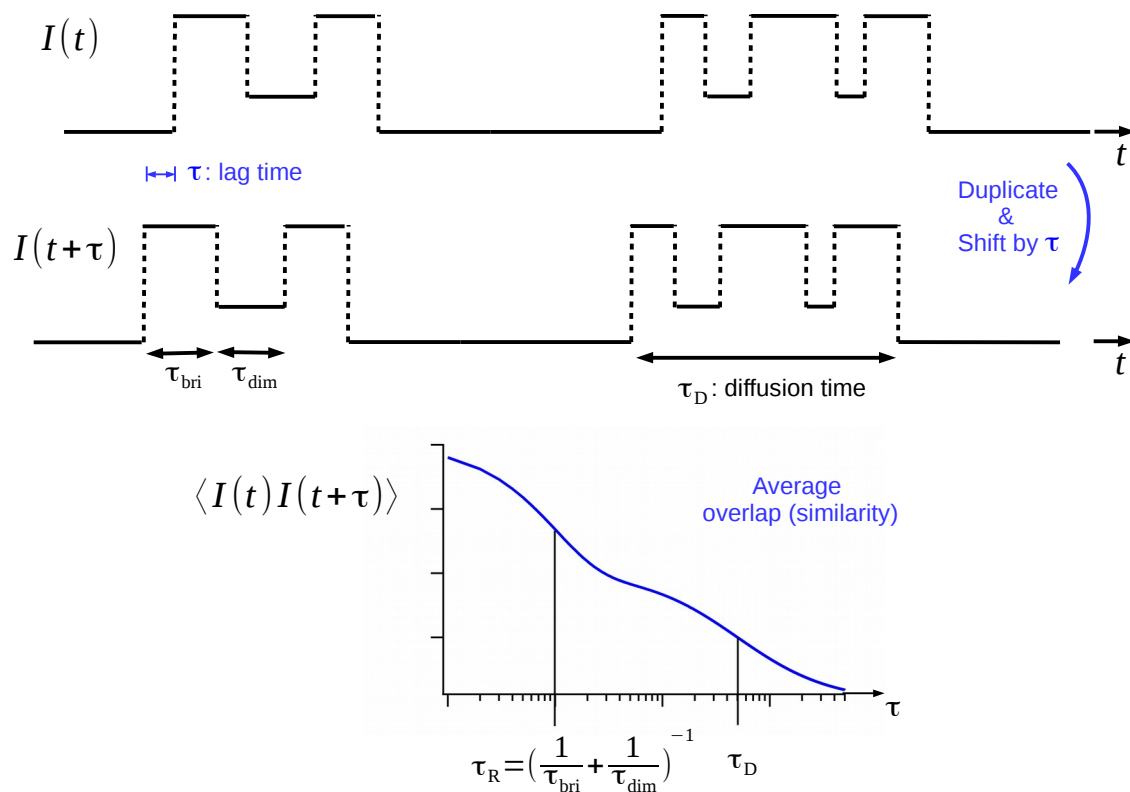 I(t)
t
τ: lag time
Duplicate
&
Shift by τ
I(t+τ)
t
τbri
τdim
τD: diffusion time
⟨I(t)I(t+τ)⟩
Average
overlap (similarity)
τ
τR=(1/τbri+1/τdim)^−1
τD